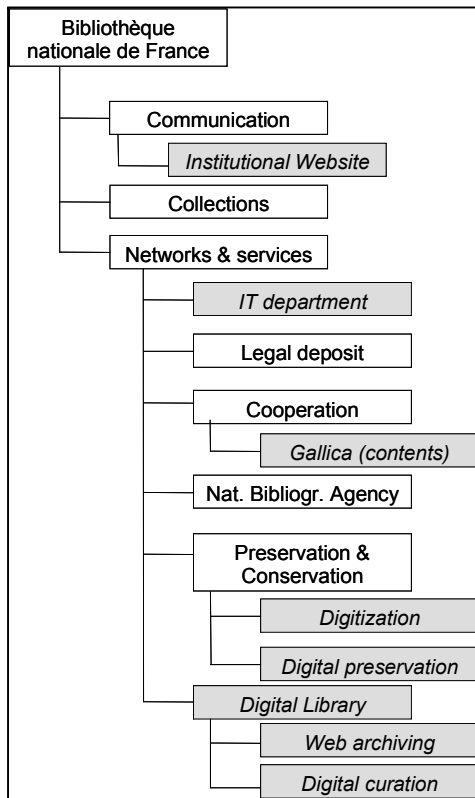 Bibliothèque
nationale de France
Communication
Institutional Website
Collections
Networks & services
IT department
Legal deposit
Cooperation
Gallica (contents)
Nat. Bibliogr. Agency
Preservation &
Conservation
Digitization
Digital preservation
Digital Library
Web archiving
Digital curation